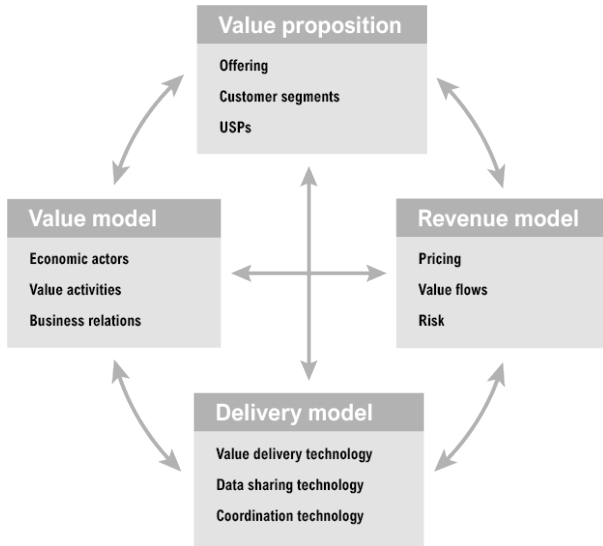 Value proposition
Offering
Customer segments
USPs
Value model
Economic actors
Value activities
Business relations
Revenue model
Pricing
Value flows
Risk
Delivery model
Value delivery technology
Data sharing technology
Coordination technology